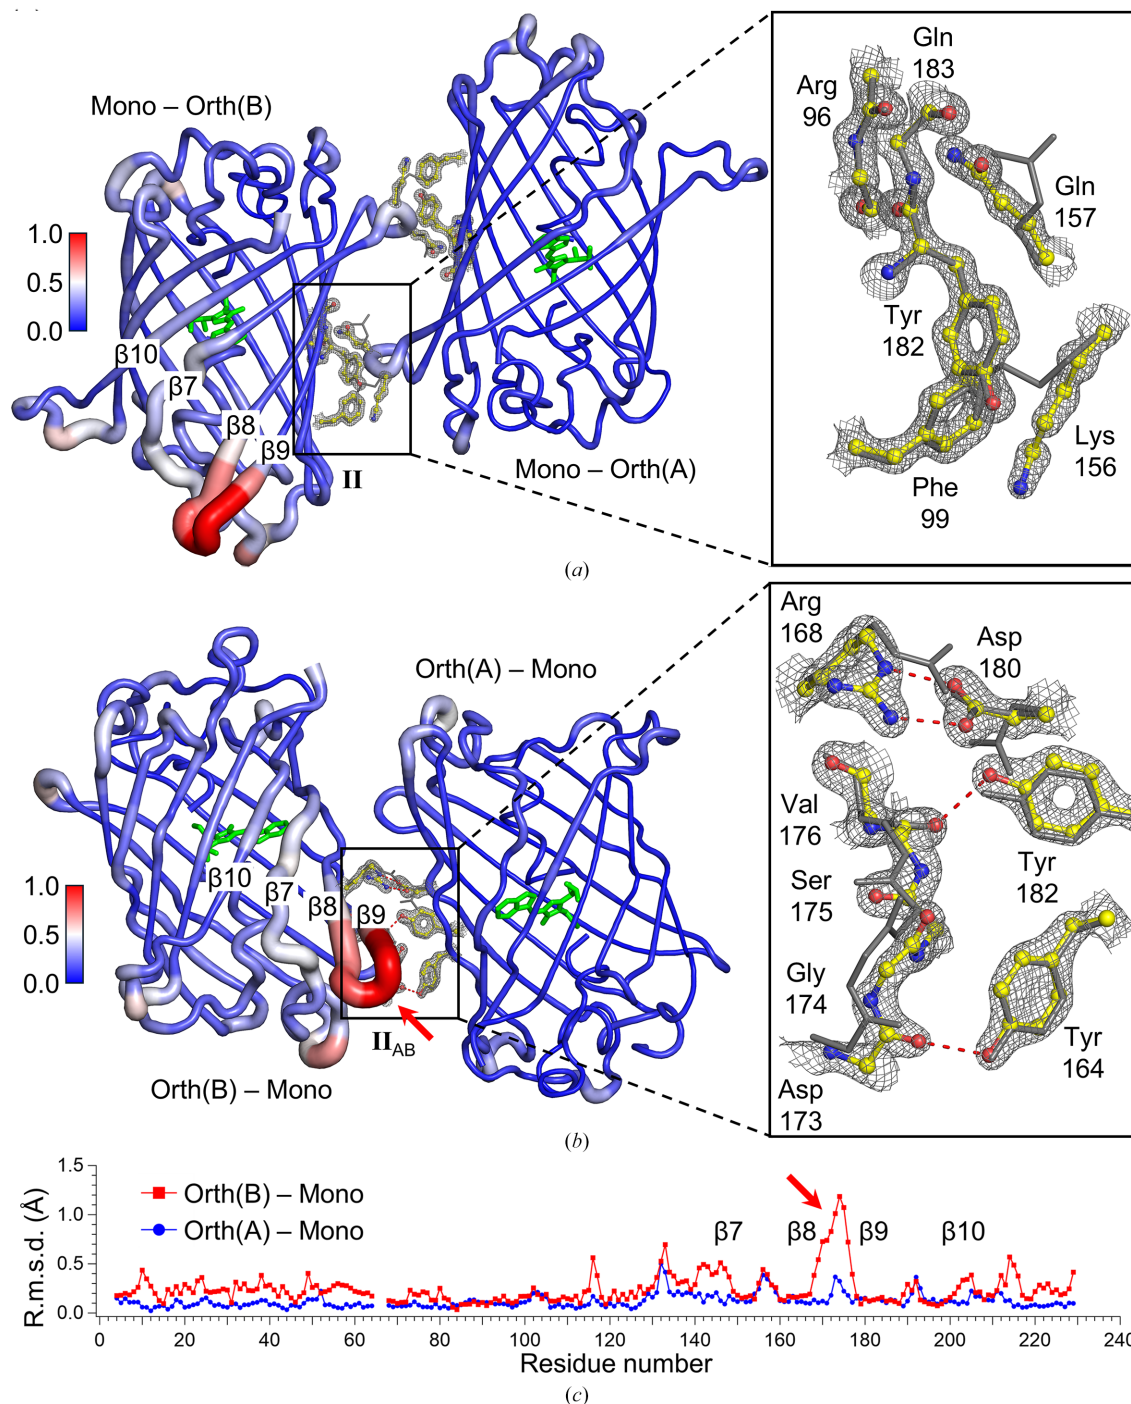 Mono – Orth(B)
1.0
0.5
0.0
β10
β7
β8
β9
II
Mono – Orth(A)
Gln
183
Arg
96
Gln
157
Tyr
182
Lys
156
Phe
99
(a)
Orth(A) – Mono
1.0
0.5
0.0
β10
β7
β8
β9
IIAB
Orth(B) – Mono
Arg
168
Asp
180
Val
176
Tyr
182
Ser
175
Gly
174
Tyr
164
Asp
173
(b)
R.m.s.d. (Å)
1.5
1.0
0.5
0.0
Orth(B) – Mono
Orth(A) – Mono
β7
β8
β9
β10
0 20 40 60 80 100 120 140 160 180 200 220 240
Residue number
(c)